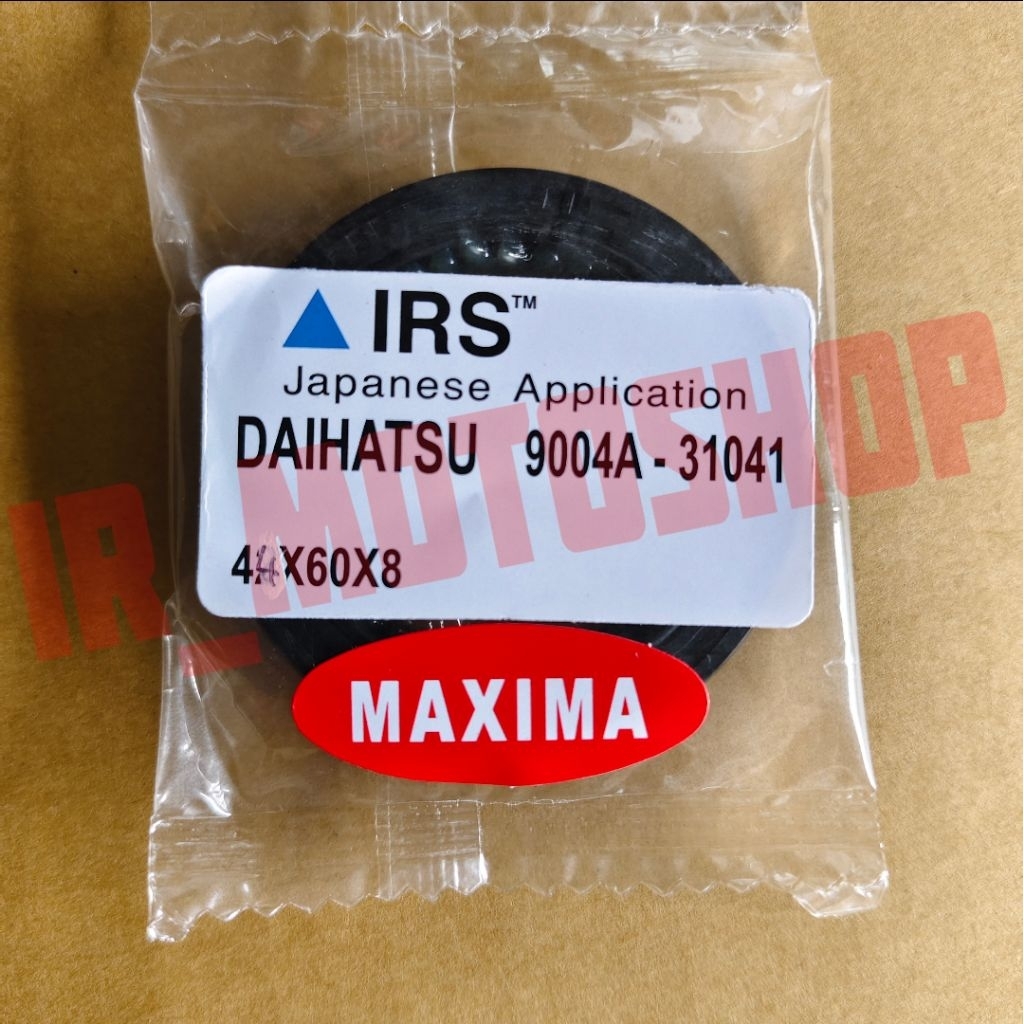 IRS™
Japanese Application
DAIHATSU 9004A-31041
44X60X8
MAXIMA
IR_MOTOSHOP